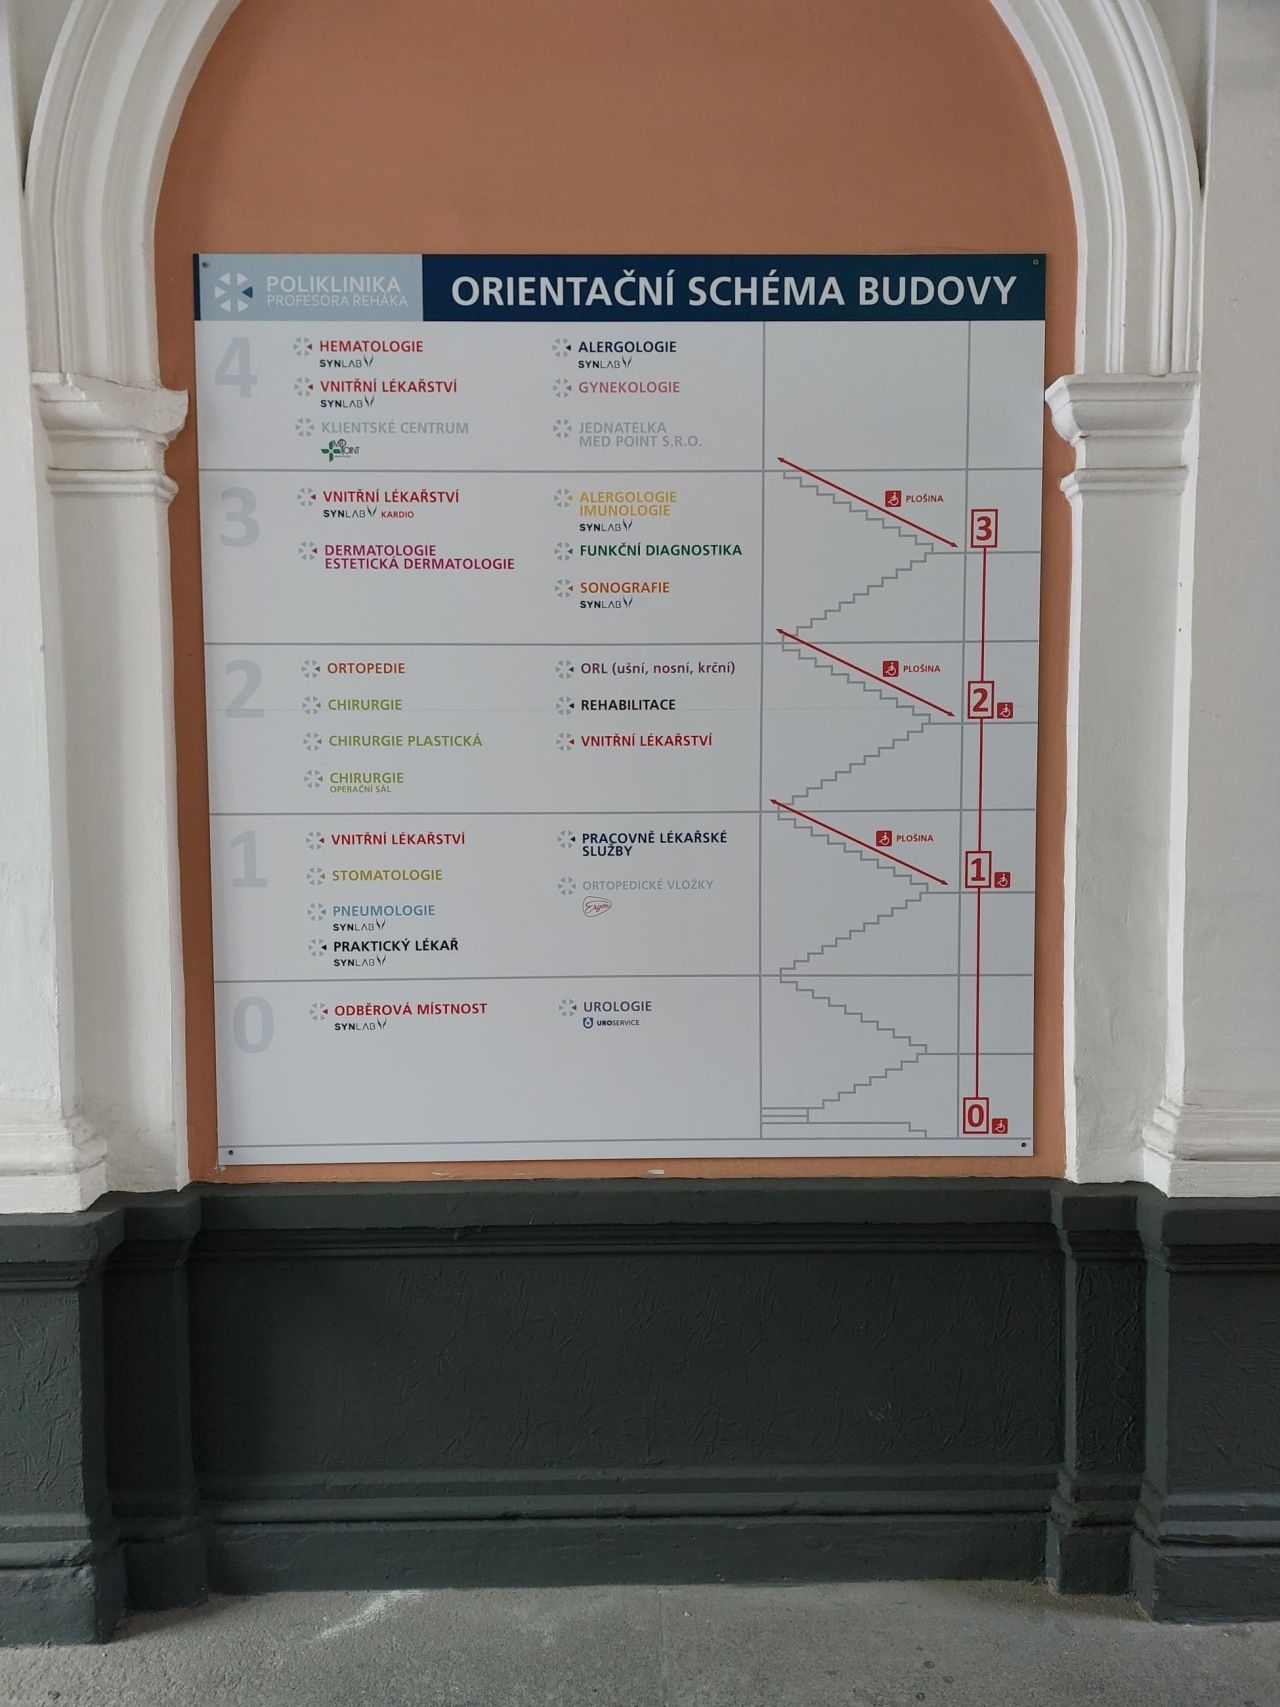 POLIKLINIKA
PROFESORA ŘEHÁKA
ORIENTAČNÍ SCHÉMA BUDOVY
4
HEMATOLOGIE
SYNLAB
VNITŘNÍ LÉKAŘSTVÍ
SYNLAB
KLIENTSKÉ CENTRUM
MED POINT
ALERGOLOGIE
SYNLAB
GYNEKOLOGIE
JEDNATELKA
MED POINT S.R.O.
3
VNITŘNÍ LÉKAŘSTVÍ
SYNLAB KARDIO
DERMATOLOGIE
ESTETICKÁ DERMATOLOGIE
ALERGOLOGIE
IMUNOLOGIE
SYNLAB
FUNKČNÍ DIAGNOSTIKA
SONOGRAFIE
SYNLAB
PLOŠINA
3
2
ORTOPEDIE
CHIRURGIE
CHIRURGIE PLASTICKÁ
CHIRURGIE
OPERAČNÍ SÁL
ORL (ušní, nosní, krční)
REHABILITACE
VNITŘNÍ LÉKAŘSTVÍ
PLOŠINA
2
1
VNITŘNÍ LÉKAŘSTVÍ
STOMATOLOGIE
PNEUMOLOGIE
SYNLAB
PRAKTICKÝ LÉKAŘ
SYNLAB
PRACOVNĚ LÉKAŘSKÉ
SLUŽBY
ORTOPEDICKÉ VLOŽKY
PLOŠINA
1
0
ODBĚROVÁ MÍSTNOST
SYNLAB
UROLOGIE
UROSERVICE
0